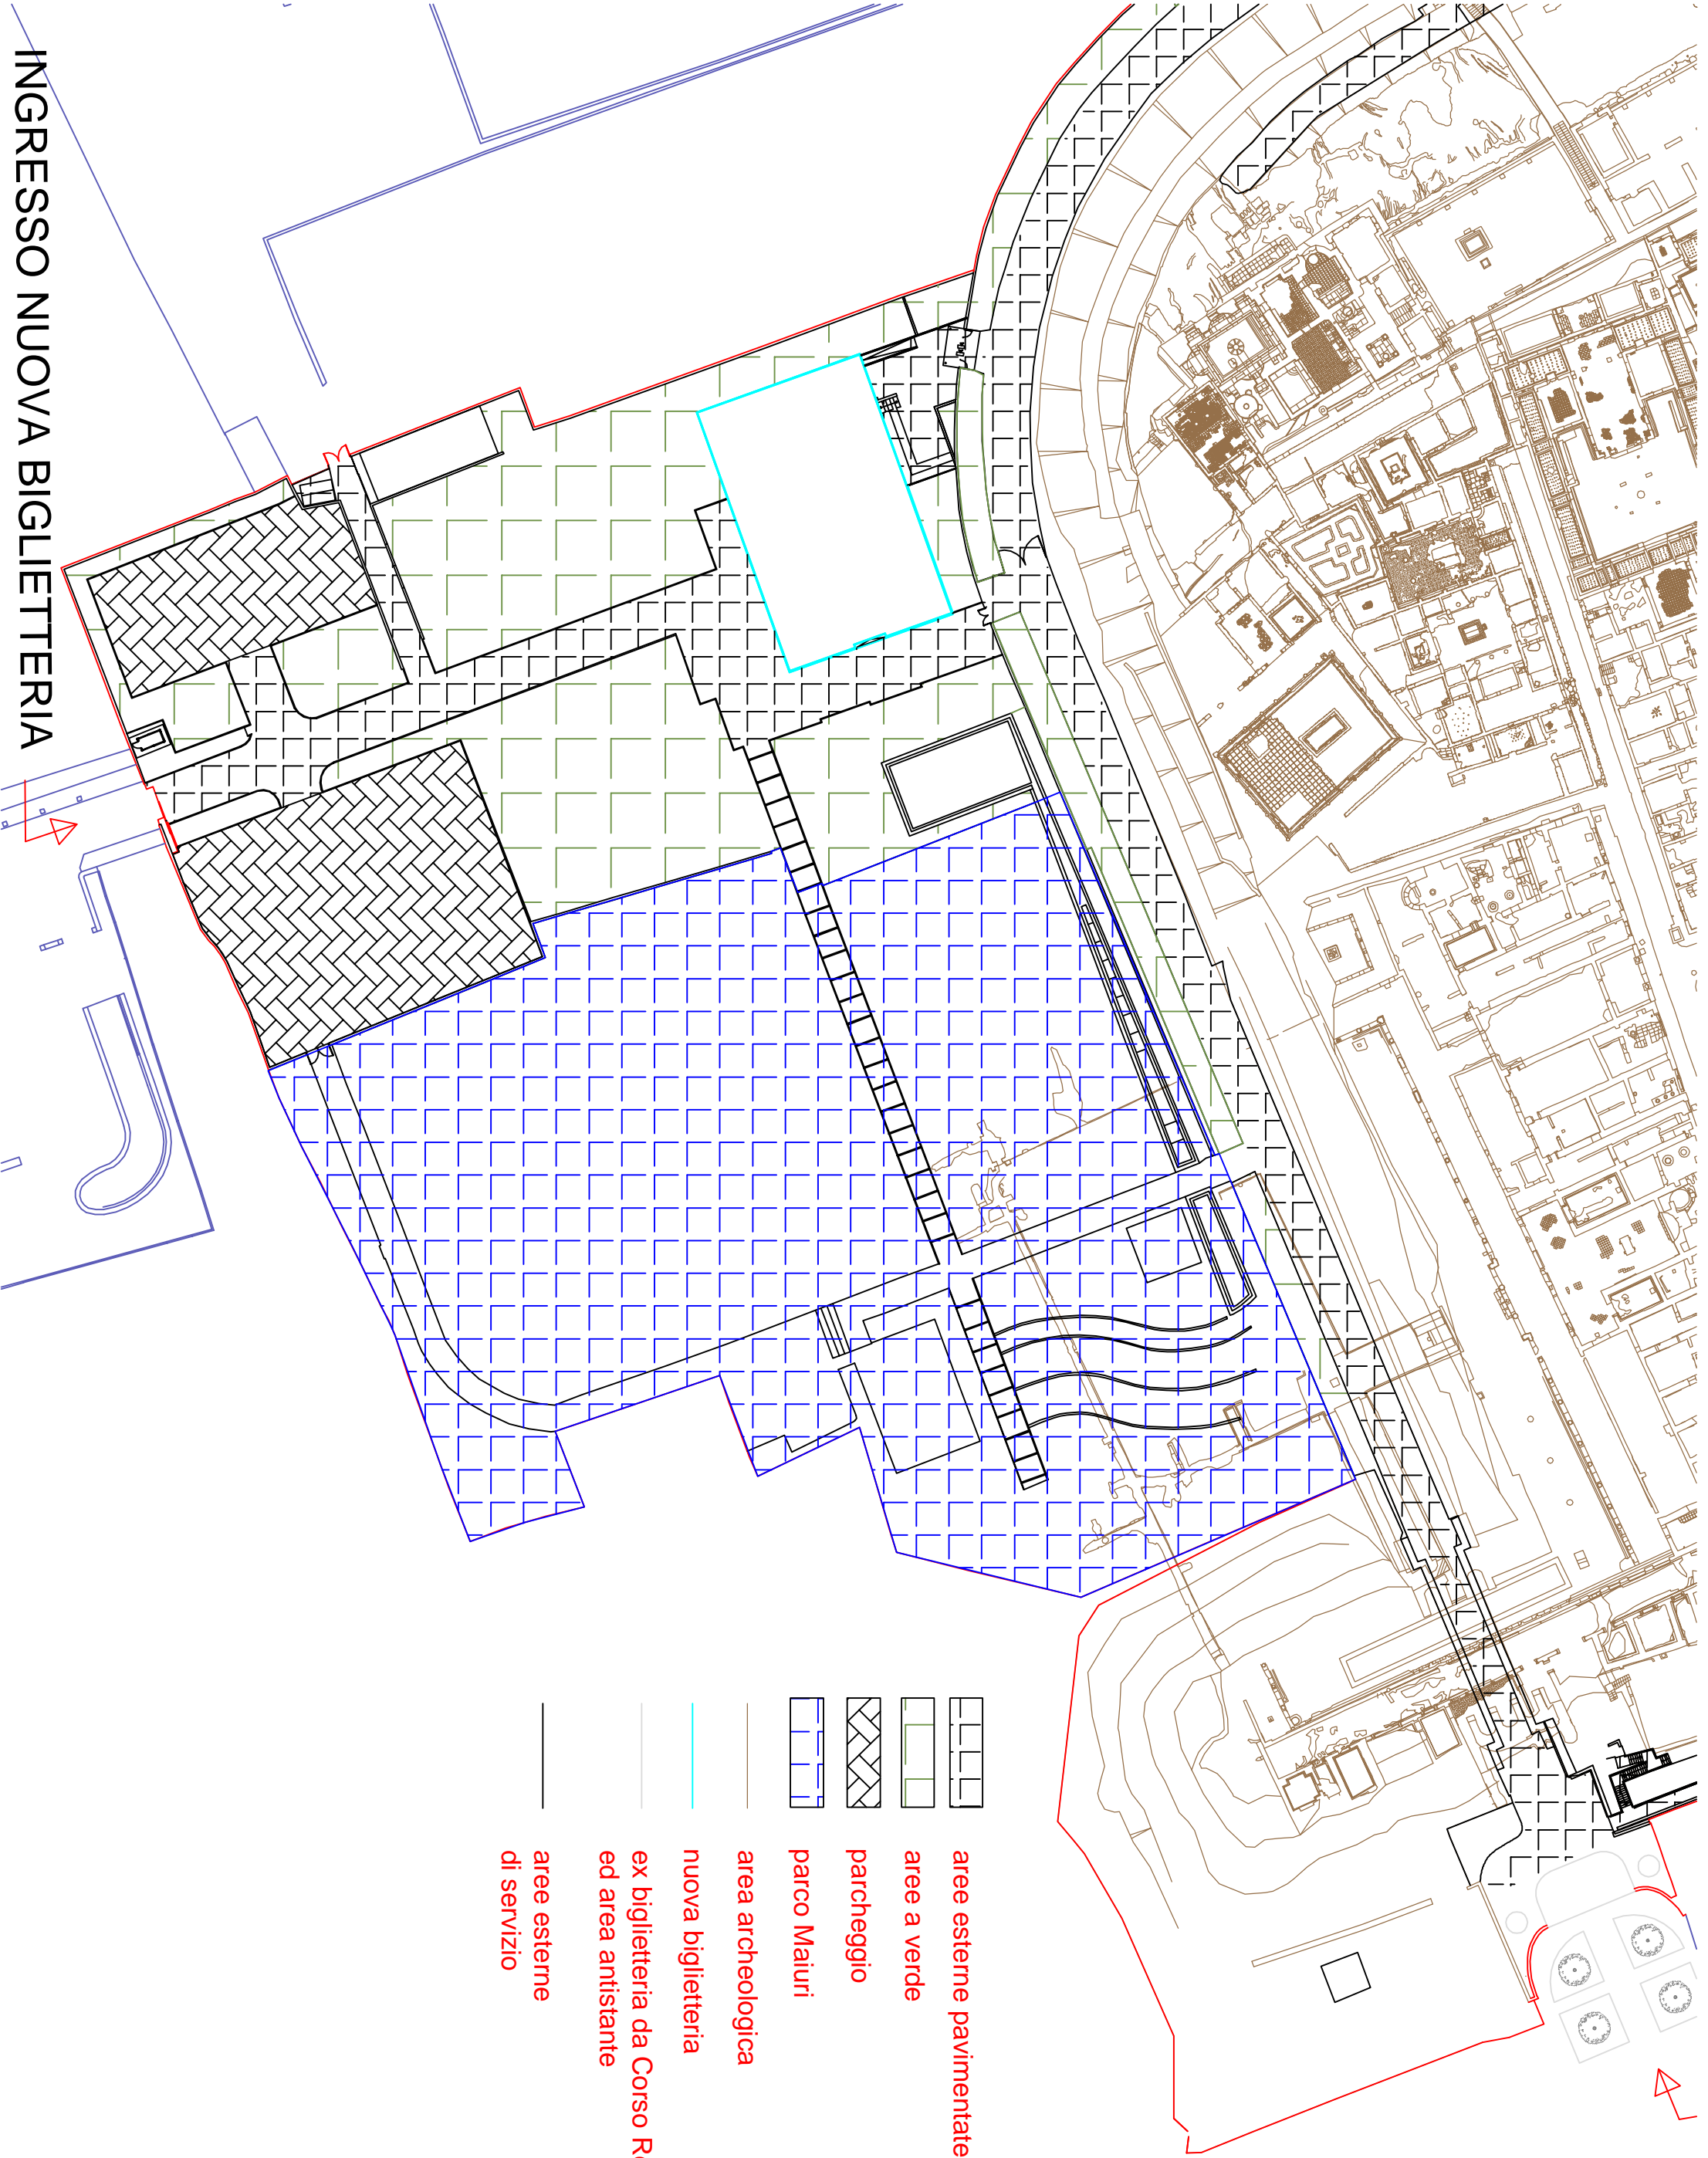 INGRESSO NUOVA BIGLIETTERIA
aree esterne pavimentate
aree a verde
parcheggio
parco Maiuri
area archeologica
nuova biglietteria
ex biglietteria da Corso
ed area antistante
aree esterne
di servizio